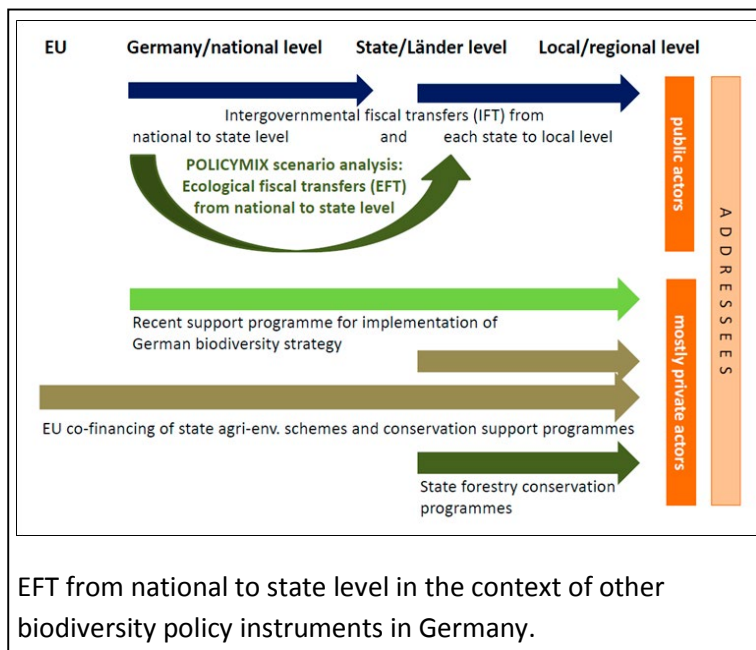 EU Germany/national level State/Länder level Local/regional level
Intergovernmental fiscal transfers (IFT) from
national to state level and each state to local level
POLICYMIX scenario analysis:
Ecological fiscal transfers (EFT)
from national to state level
public actors
Recent support programme for implementation of
German biodiversity strategy
EU co-financing of state agri-env. schemes and conservation support programmes
State forestry conservation
programmes
mostly private actors
ADDRESSEES
EFT from national to state level in the context of other
biodiversity policy instruments in Germany.